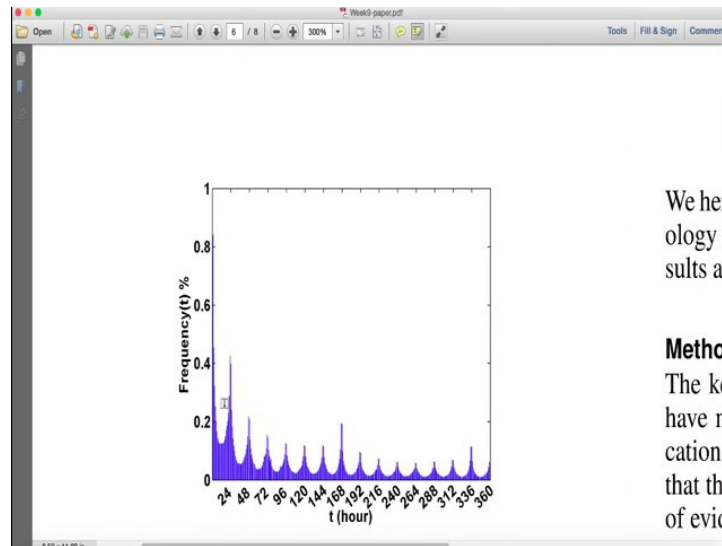 Week9-paper.pdf
Open
6 / 8
300%
Tools Fill & Sign Commen
1
0.8
0.6
0.4
0.2
0
Frequency(t) %
24 48 72 96 120 144 168 192 216 240 264 288 312 336 360
t (hour)
We her
ology
sults a
Metho
The ke
have r
cation
that th
of evid